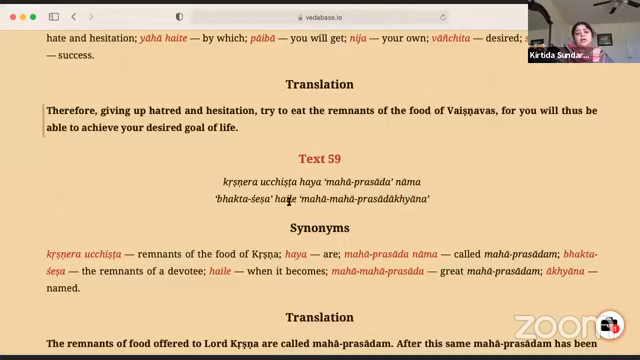 vedabase.io
hate and hesitation; yāhā haite — by which; pāibā — you will get; nija — your own; vāñchita — desired;
— success.
Kirtida Sundar...
Translation
Therefore, giving up hatred and hesitation, try to eat the remnants of the food of Vaiṣṇavas, for you will thus be
able to achieve your desired goal of life.
Text 59
kṛṣṇera ucchiṣṭa haya ‘mahā-prasāda’ nāma
‘bhakta-śeṣa’ haile ‘mahā-mahā-prasādākhyāna’
Synonyms
kṛṣṇera ucchiṣṭa — remnants of the food of Kṛṣṇa; haya — are; mahā-prasāda nāma — called mahā-prasādam; bhakta-
śeṣa — the remnants of a devotee; haile — when it becomes; mahā-mahā-prasāda — great mahā-prasādam; ākhyāna —
named.
zoom
Translation
The remnants of food offered to Lord Kṛṣṇa are called mahā-prasādam. After this same mahā-prasādam has been